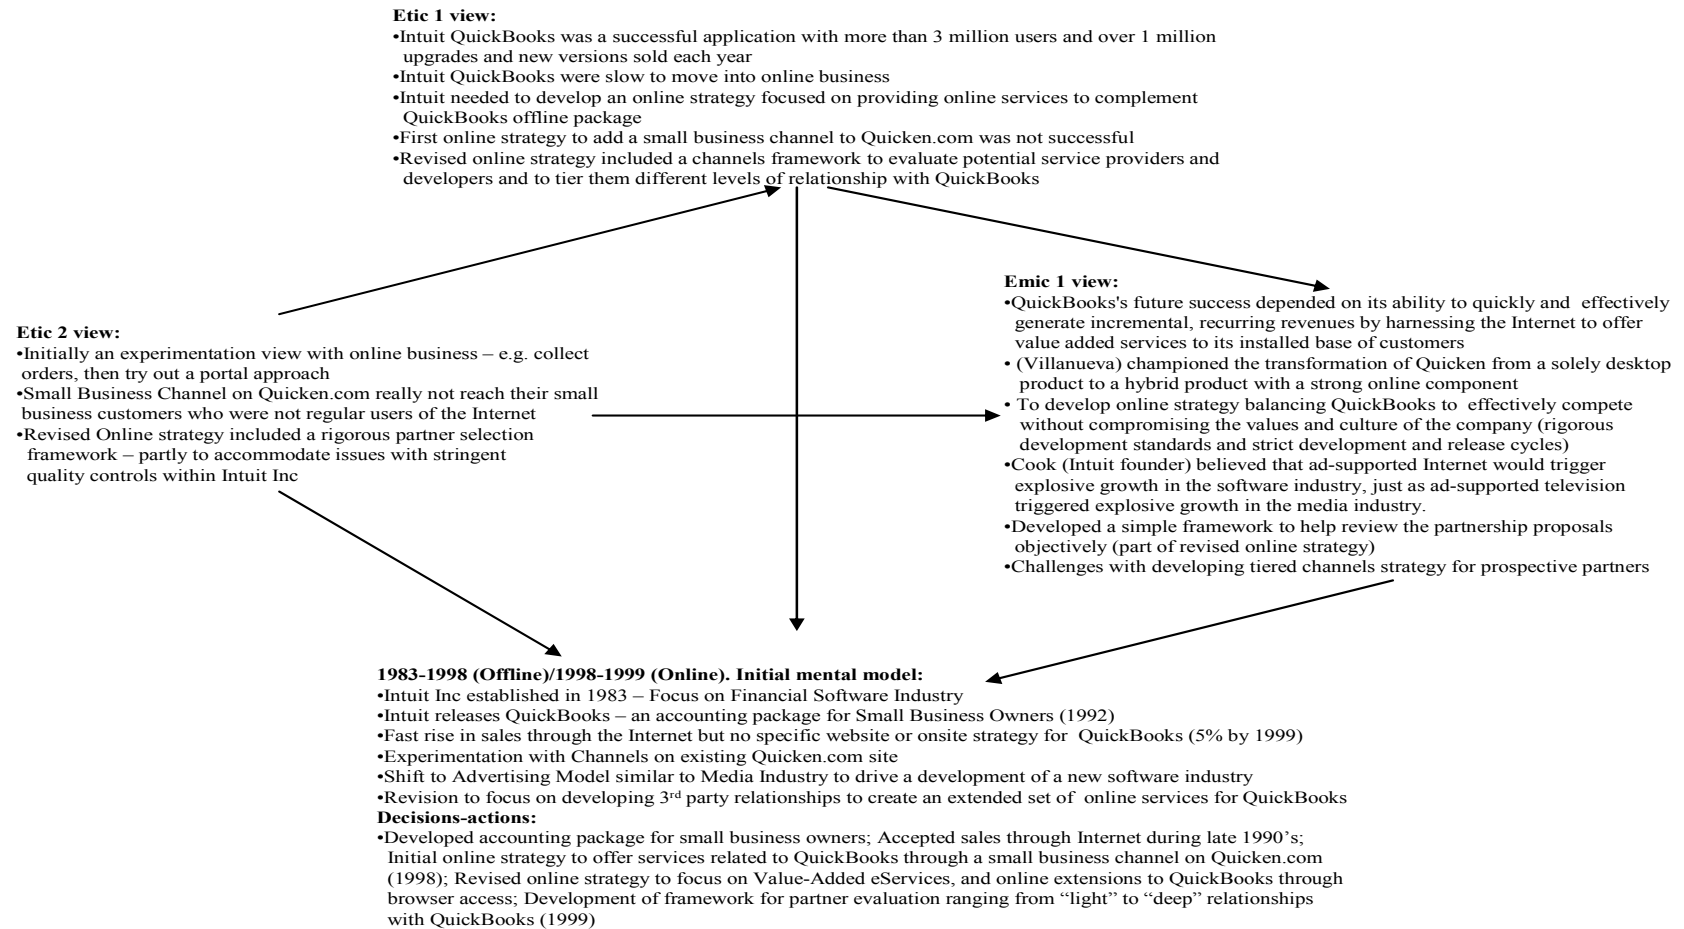 Etic 1 view:
•Intuit QuickBooks was a successful application with more than 3 million users and over 1 million
upgrades and new versions sold each year
•Intuit QuickBooks were slow to move into online business
•Intuit needed to develop an online strategy focused on providing online services to complement
QuickBooks offline package
•First online strategy to add a small business channel to Quicken.com was not successful
•Revised online strategy included a channels framework to evaluate potential service providers and
developers and to tier them different levels of relationship with QuickBooks
Etic 2 view:
•Initially an experimentation view with online business – e.g. collect
orders, then try out a portal approach
•Small Business Channel on Quicken.com really not reach their small
business customers who were not regular users of the Internet
•Revised Online strategy included a rigorous partner selection
framework – partly to accommodate issues with stringent
quality controls within Intuit Inc
Emic 1 view:
•QuickBooks's future success depended on its ability to quickly and effectively
generate incremental, recurring revenues by harnessing the Internet to offer
value added services to its installed base of customers
• (Villanueva) championed the transformation of Quicken from a solely desktop
product to a hybrid product with a strong online component
• To develop online strategy balancing QuickBooks to effectively compete
without compromising the values and culture of the company (rigorous
development standards and strict development and release cycles)
•Cook (Intuit founder) believed that ad-supported Internet would trigger
explosive growth in the software industry, just as ad-supported television
triggered explosive growth in the media industry.
•Developed a simple framework to help review the partnership proposals
objectively (part of revised online strategy)
•Challenges with developing tiered channels strategy for prospective partners
1983-1998 (Offline)/1998-1999 (Online). Initial mental model:
•Intuit Inc established in 1983 – Focus on Financial Software Industry
•Intuit releases QuickBooks – an accounting package for Small Business Owners (1992)
•Fast rise in sales through the Internet but no specific website or onsite strategy for QuickBooks (5% by 1999)
•Experimentation with Channels on existing Quicken.com site
•Shift to Advertising Model similar to Media Industry to drive a development of a new software industry
•Revision to focus on developing 3rd party relationships to create an extended set of online services for QuickBooks
Decisions-actions:
•Developed accounting package for small business owners; Accepted sales through Internet during late 1990’s;
Initial online strategy to offer services related to QuickBooks through a small business channel on Quicken.com
(1998); Revised online strategy to focus on Value-Added eServices, and online extensions to QuickBooks through
browser access; Development of framework for partner evaluation ranging from “light” to “deep” relationships
with QuickBooks (1999)